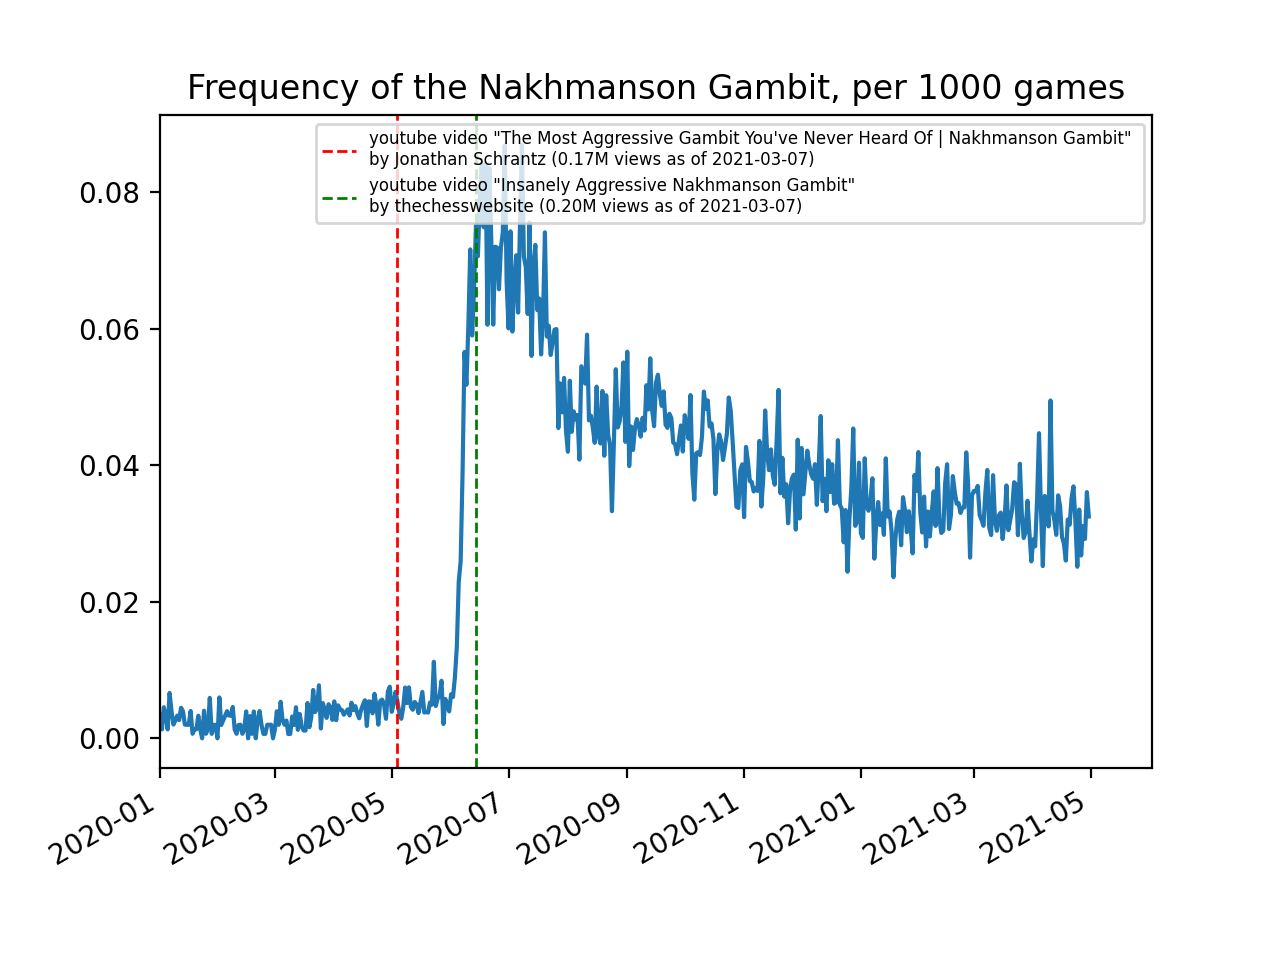 Frequency of the Nakhmanson Gambit, per 1000 games
youtube video "The Most Aggressive Gambit You've Never Heard Of | Nakhmanson Gambit"
by Jonathan Schrantz (0.17M views as of 2021-03-07)
youtube video "Insanely Aggressive Nakhmanson Gambit"
by thechesswebsite (0.20M views as of 2021-03-07)
0.08
0.06
0.04
0.02
0.00
2020-01
2020-03
2020-05
2020-07
2020-09
2020-11
2021-01
2021-03
2021-05